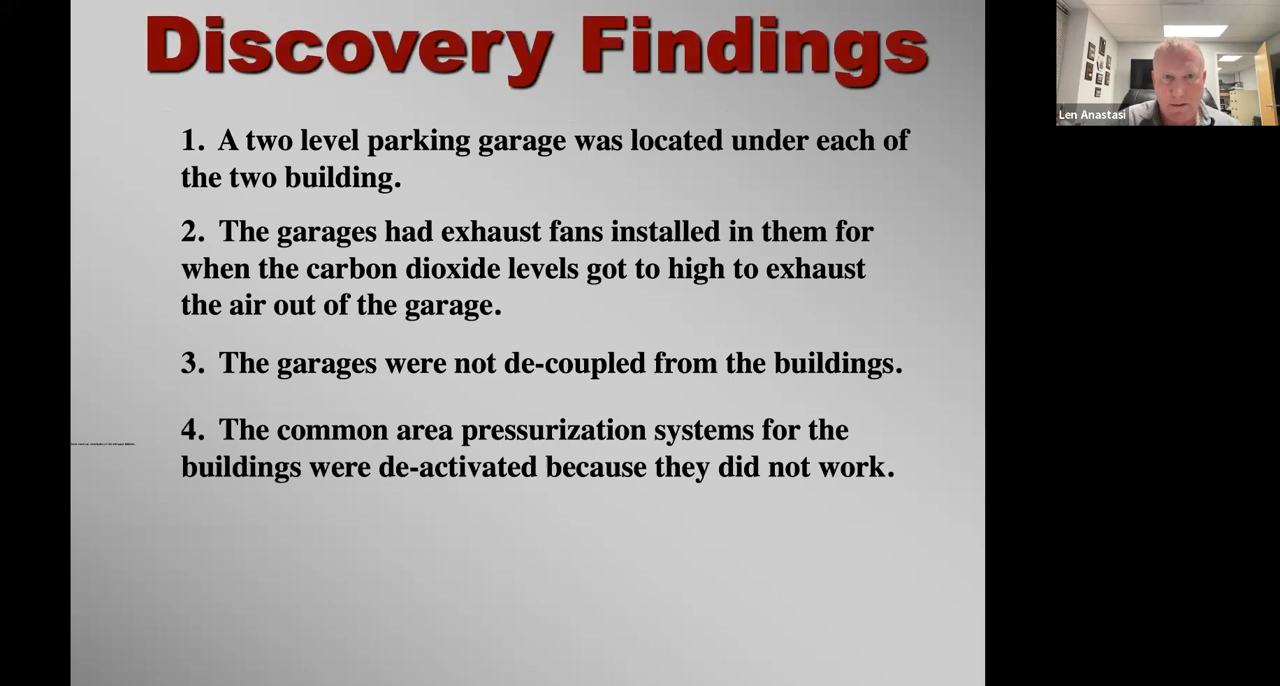 Discovery Findings
Len Anastasi
1. A two level parking garage was located under each of
the two building.
2. The garages had exhaust fans installed in them for
when the carbon dioxide levels got to high to exhaust
the air out of the garage.
3. The garages were not de-coupled from the buildings.
4. The common area pressurization systems for the
buildings were de-activated because they did not work.